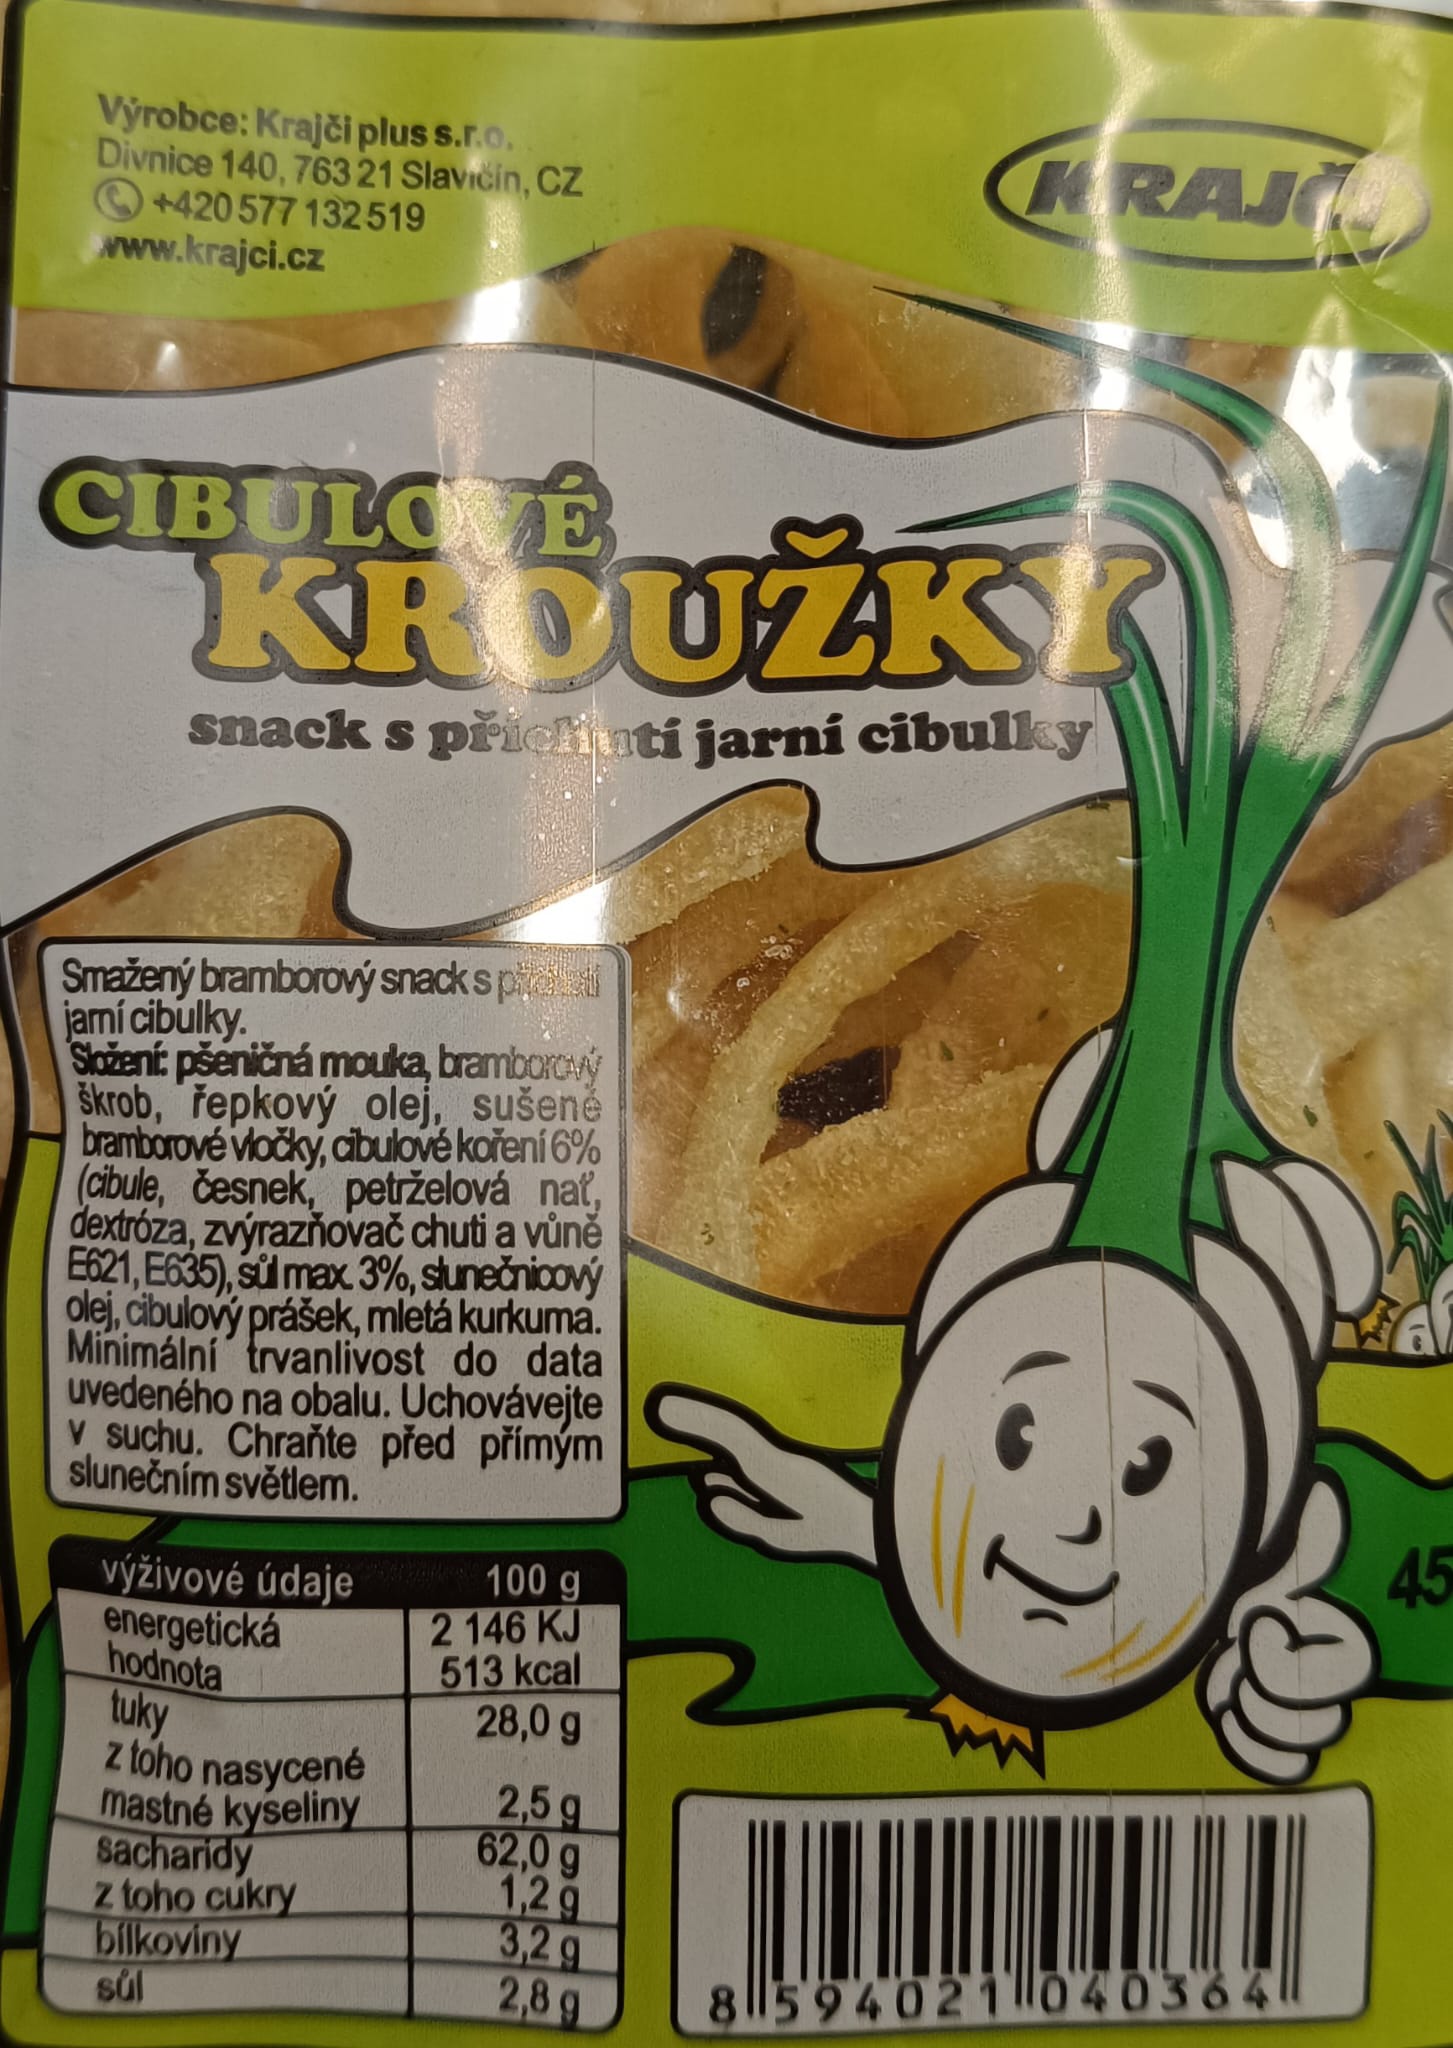 Výrobce: Krajči plus s.r.o.
Divnice 140, 763 21 Slavičín, CZ
+420 577 132 519
www.krajci.cz
KRAJČI
CIBULOVÉ
KROUŽKY
snack s příchutí jarní cibulky
Smažený bramborový snack s příchutí
jarní cibulky.
Složení: pšeničná mouka, bramborový
škrob, řepkový olej, sušené
bramborové vločky, cibulové koření 6%
(cibule, česnek, petrželová nať,
dextróza, zvýrazňovač chuti a vůně
E621, E635), sůl max. 3%, slunečnicový
olej, cibulový prášek, mletá kurkuma.
Minimální trvanlivost do data
uvedeného na obalu. Uchovávejte
v suchu. Chraňte před přímým
slunečním světlem.
výživové údaje 100 g
energetická 2 146 KJ
hodnota 513 kcal
tuky 28,0 g
z toho nasycené
mastné kyseliny 2,5 g
sacharidy 62,0 g
z toho cukry 1,2 g
bílkoviny 3,2 g
sůl 2,8 g
45
8 594021 040364